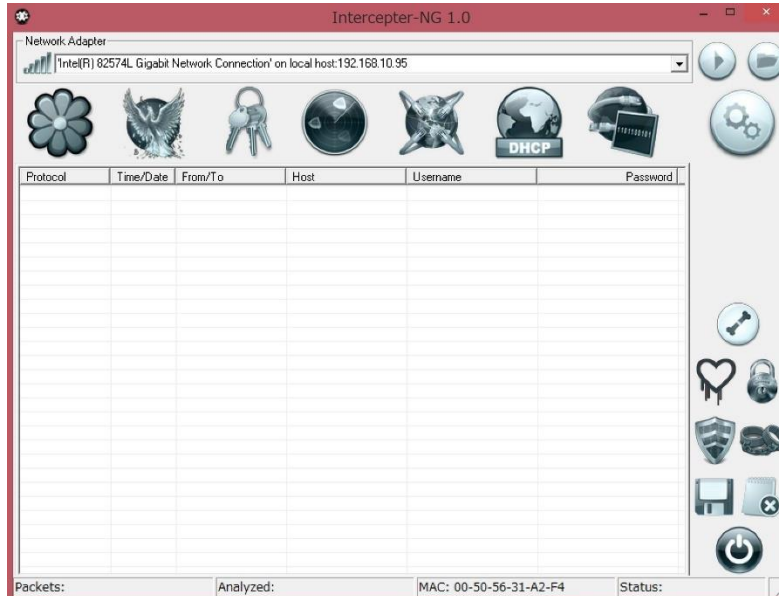 Intercepter-NG 1.0
Network Adapter
'Intel(R) 82574L Gigabit Network Connection' on local host:192.168.10.95
DHCP
1101100101
Protocol Time/Date From/To Host Username Password
Packets: Analyzed: MAC: 00-50-56-31-A2-F4 Status: